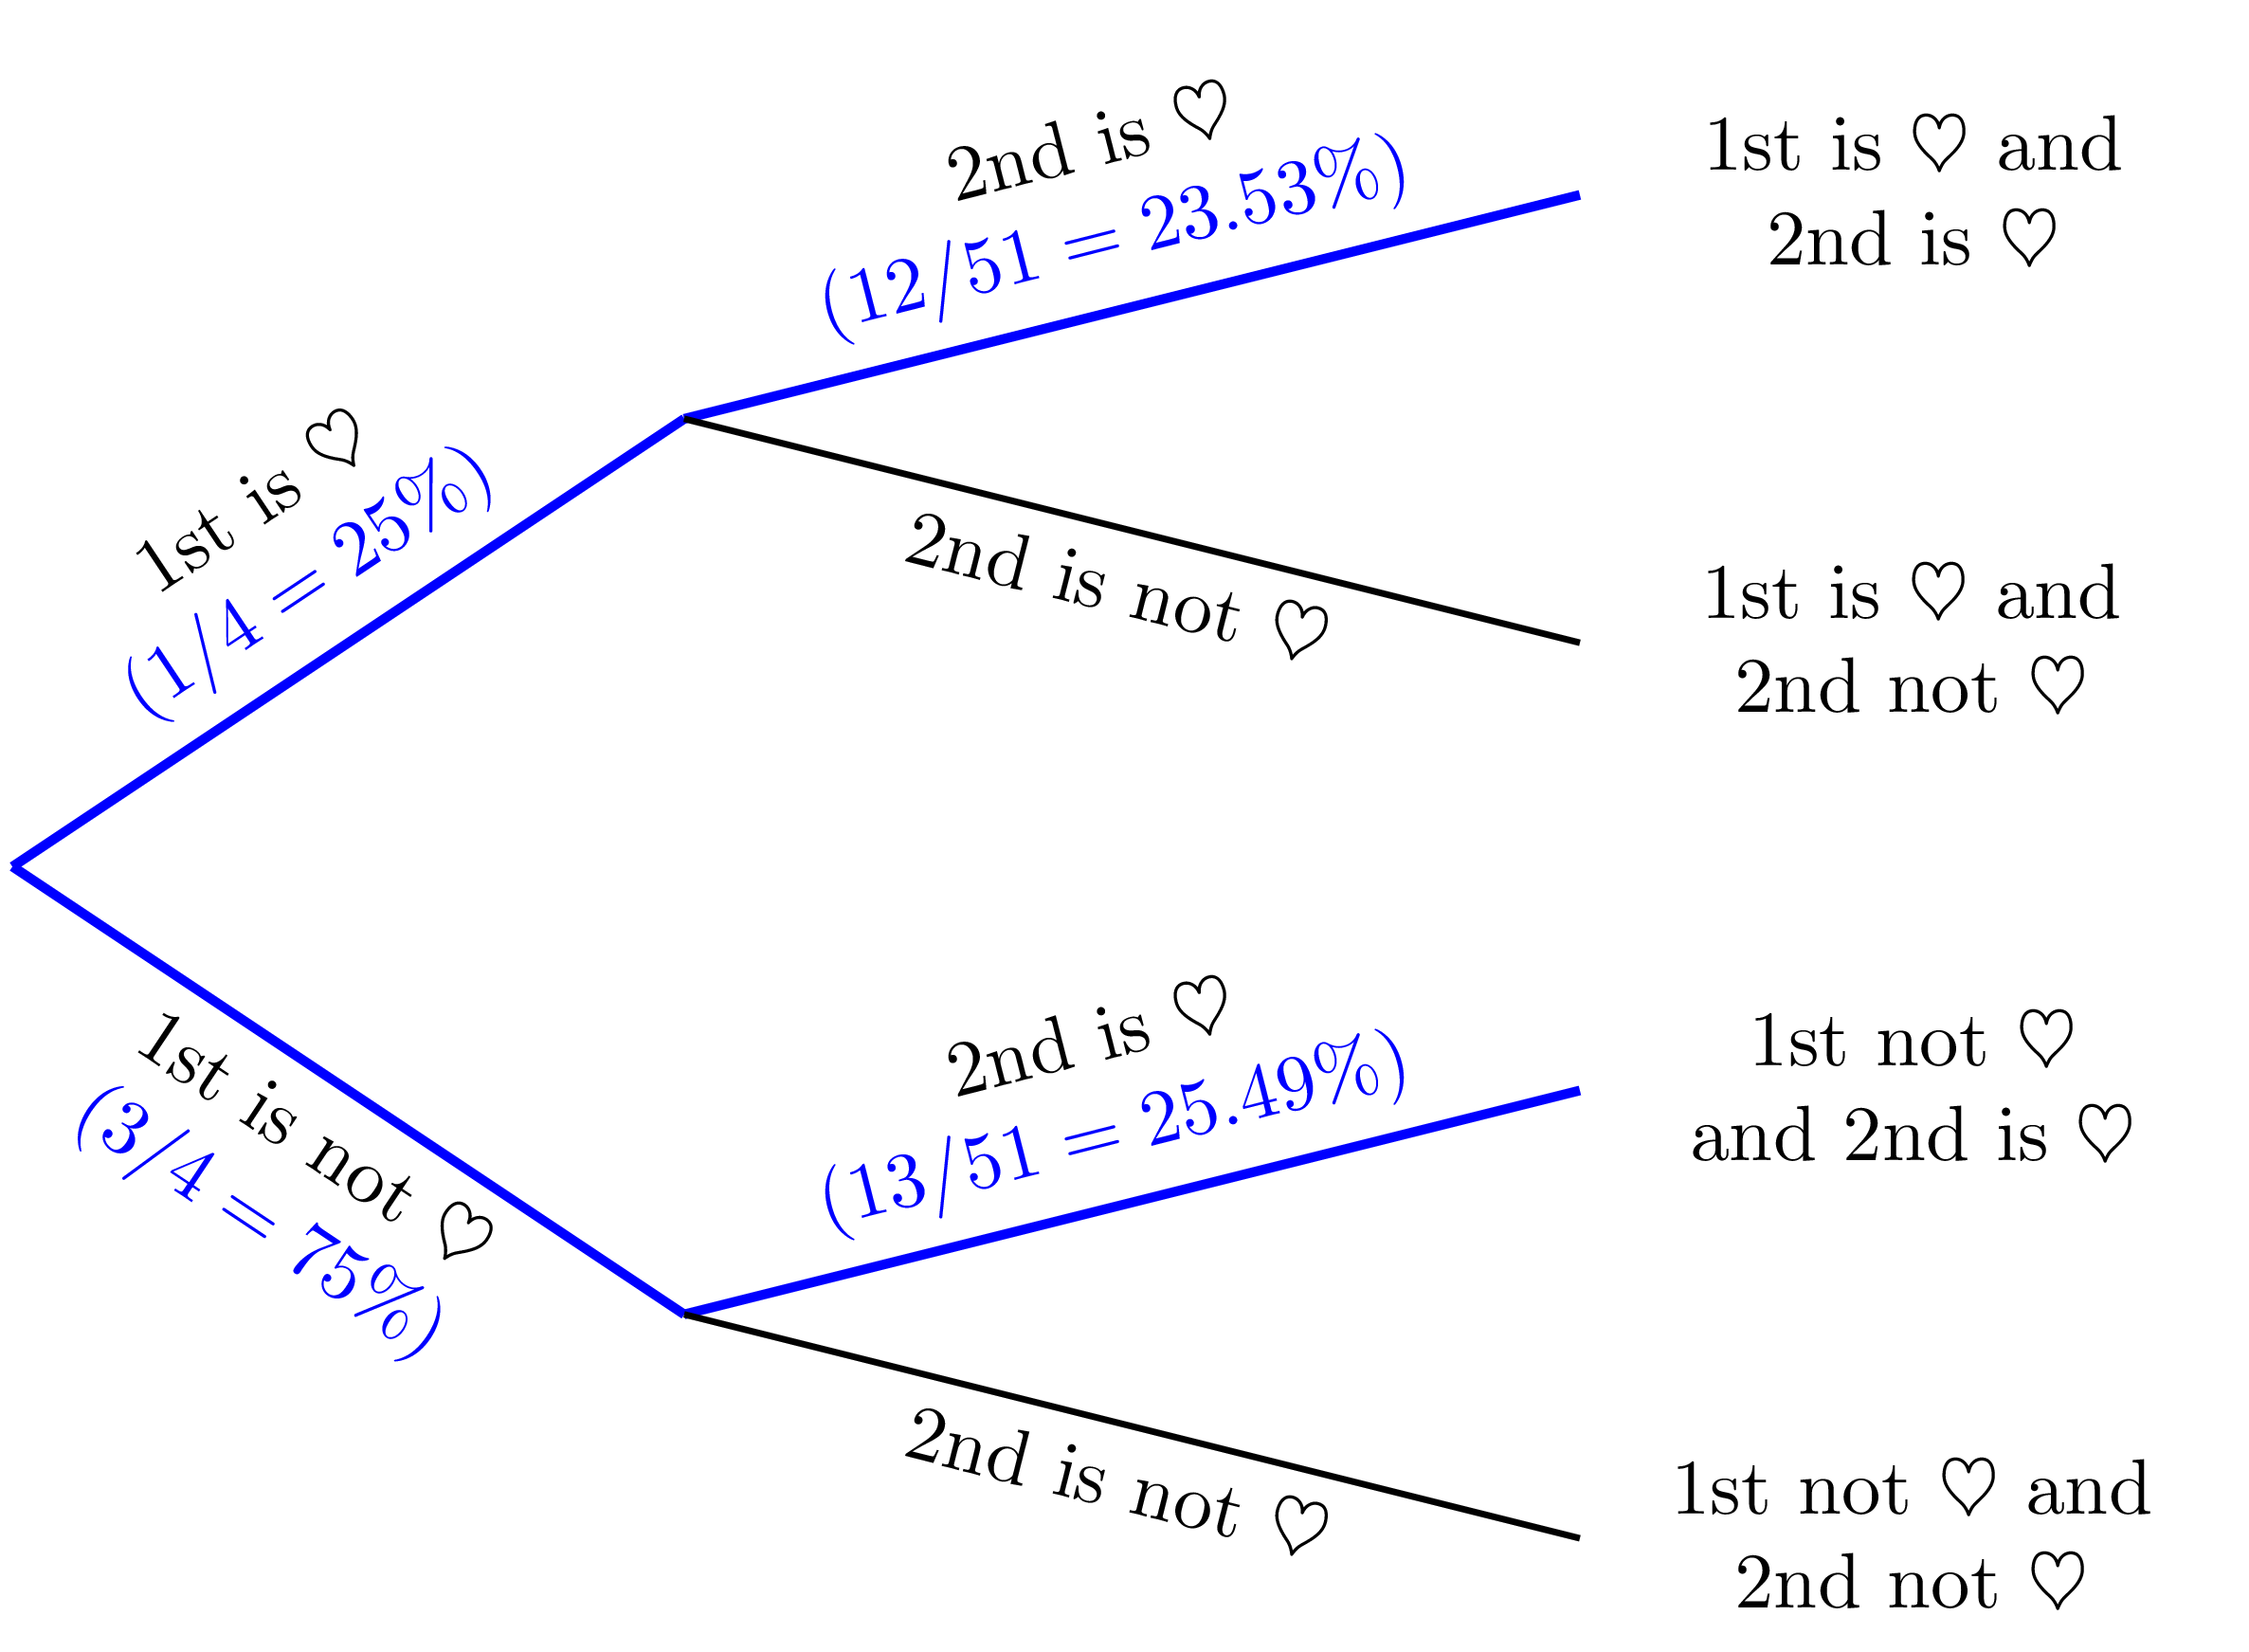 2nd is ♡
(12/51 = 23.53%)
1st is ♡ and
2nd is ♡
1st is ♡
(1/4 = 25%)
2nd is not ♡
1st is ♡ and
2nd not ♡
1st is not ♡
(3/4 = 75%)
2nd is ♡
(13/51 = 25.49%)
1st not ♡
and 2nd is ♡
2nd is not ♡
1st not ♡ and
2nd not ♡